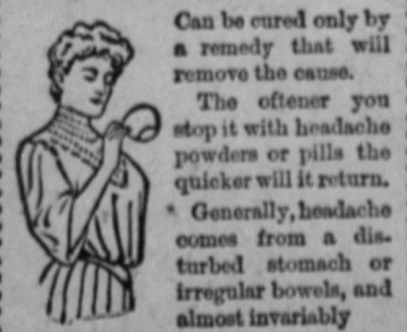 Can be cured only by
a remedy that will
remove the cause.
The oftener you
stop it with headache
powders or pills the
quicker will it return.
Generally, headache
comes from a dis-
turbed stomach or
irregular bowels, and
almost invariably